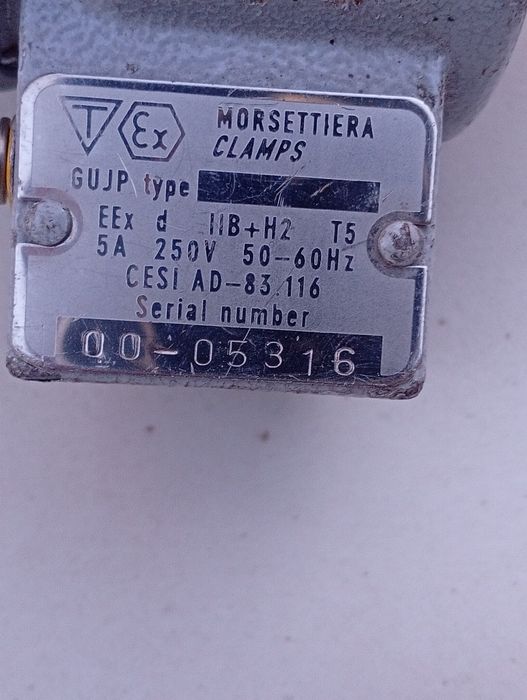 T Ex MORSETTIERA
CLAMPS
GUJP type
EEx d IIB+H2 T5
5A 250V 50-60Hz
CESI AD-83.116
Serial number
00-05316